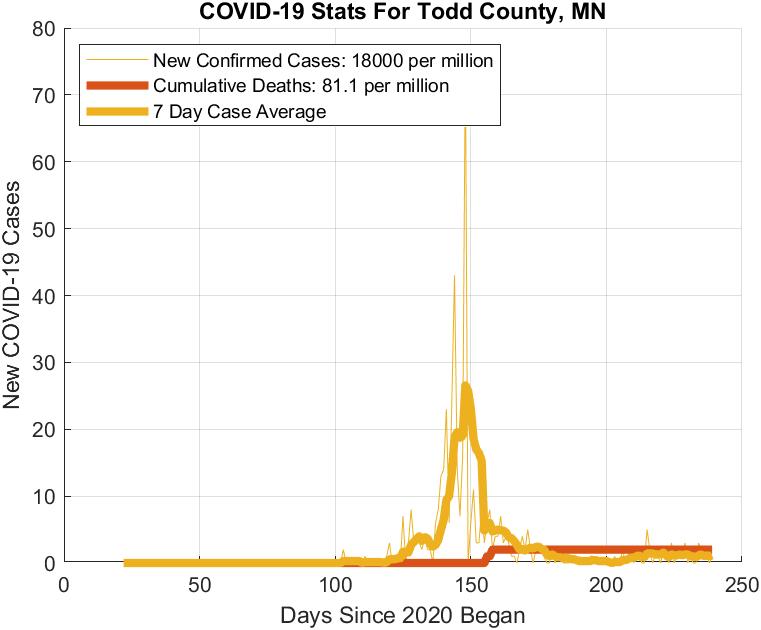 COVID-19 Stats For Todd County, MN
80
70
60
50
40
30
20
10
0
New COVID-19 Cases
New Confirmed Cases: 18000 per million
Cumulative Deaths: 81.1 per million
7 Day Case Average
0 50 100 150 200 250
Days Since 2020 Began